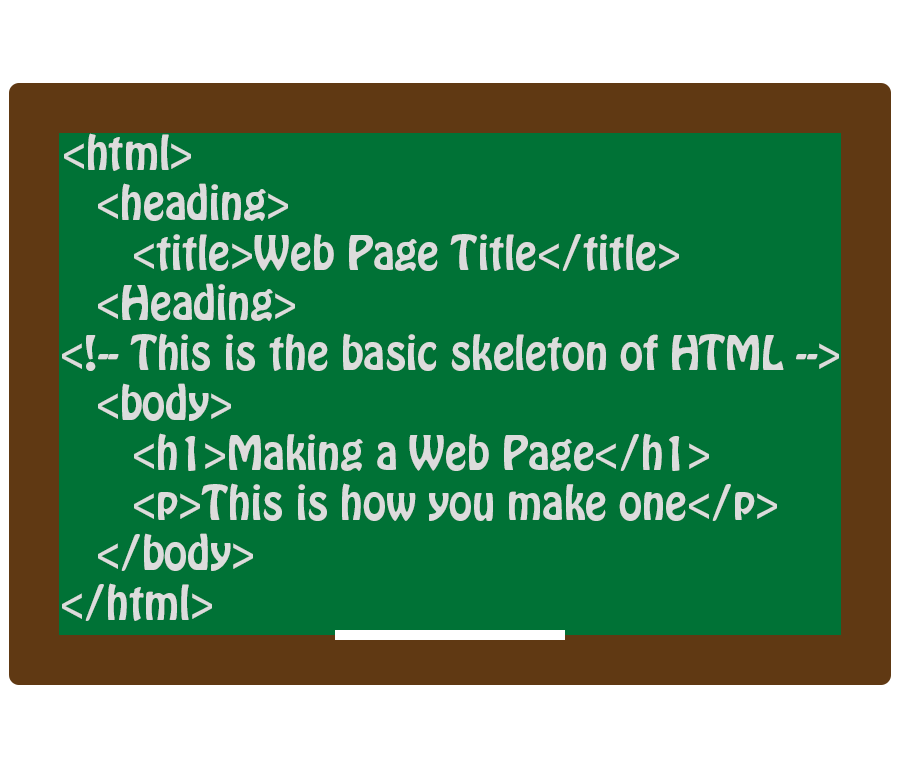 <html>
<heading>
<title>Web Page Title</title>
<Heading>
<!-- This is the basic skeleton of HTML -->
<body>
<h1>Making a Web Page</h1>
<p>This is how you make one</p>
</body>
</html>